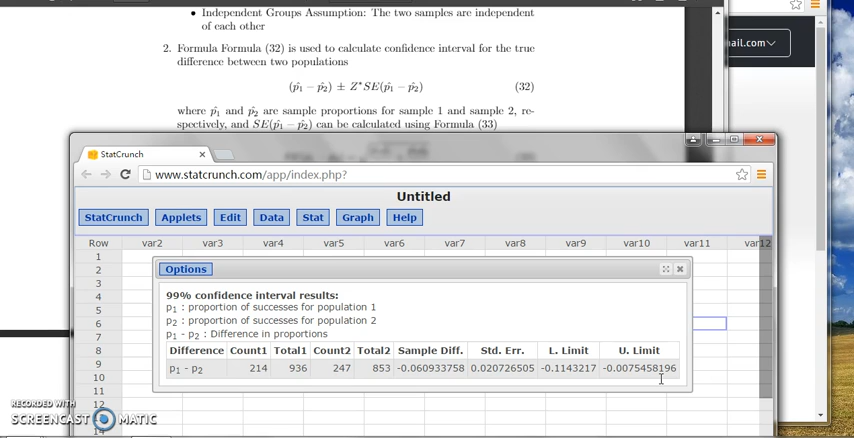 • Independent Groups Assumption: The two samples are independent
of each other
2. Formula Formula (32) is used to calculate confidence interval for the true
difference between two populations
(p̂₁ − p̂₂) ± Z*SE(p̂₁ − p̂₂) (32)
where p̂₁ and p̂₂ are sample proportions for sample 1 and sample 2, re-
spectively, and SE(p̂₁ − p̂₂) can be calculated using Formula (33)
ail.com
StatCrunch
www.statcrunch.com/app/index.php?
Untitled
StatCrunch Applets Edit Data Stat Graph Help
Row var2 var3 var4 var5 var6 var7 var8 var9 var10 var11 var12
1
2
3
4
5
6
7
8
9
10
11
12
14
Options
99% confidence interval results:
p₁ : proportion of successes for population 1
p₂ : proportion of successes for population 2
p₁ - p₂ : Difference in proportions
Difference Count1 Total1 Count2 Total2 Sample Diff. Std. Err. L. Limit U. Limit
p₁ - p₂ 214 936 247 853 -0.060933758 0.020726505 -0.1143217 -0.0075458196
RECORDED WITH
SCREENCAST MATIC